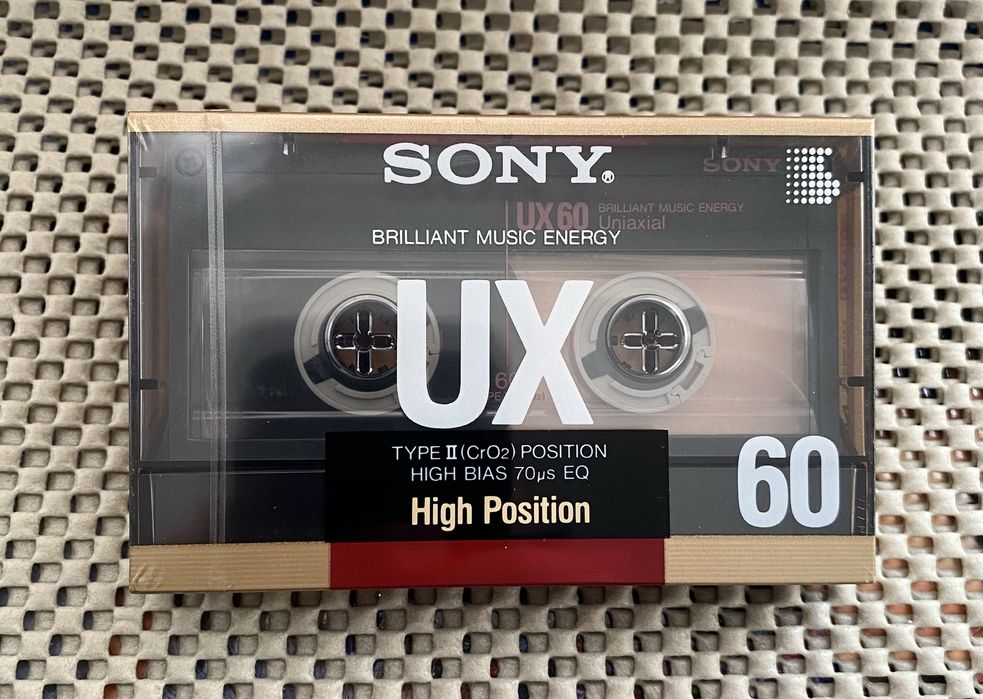 SONY®
SONY
UX60 BRILLIANT MUSIC ENERGY
Uniaxial
BRILLIANT MUSIC ENERGY
UX
TYPE II (CrO2) POSITION
HIGH BIAS 70µs EQ
High Position
60